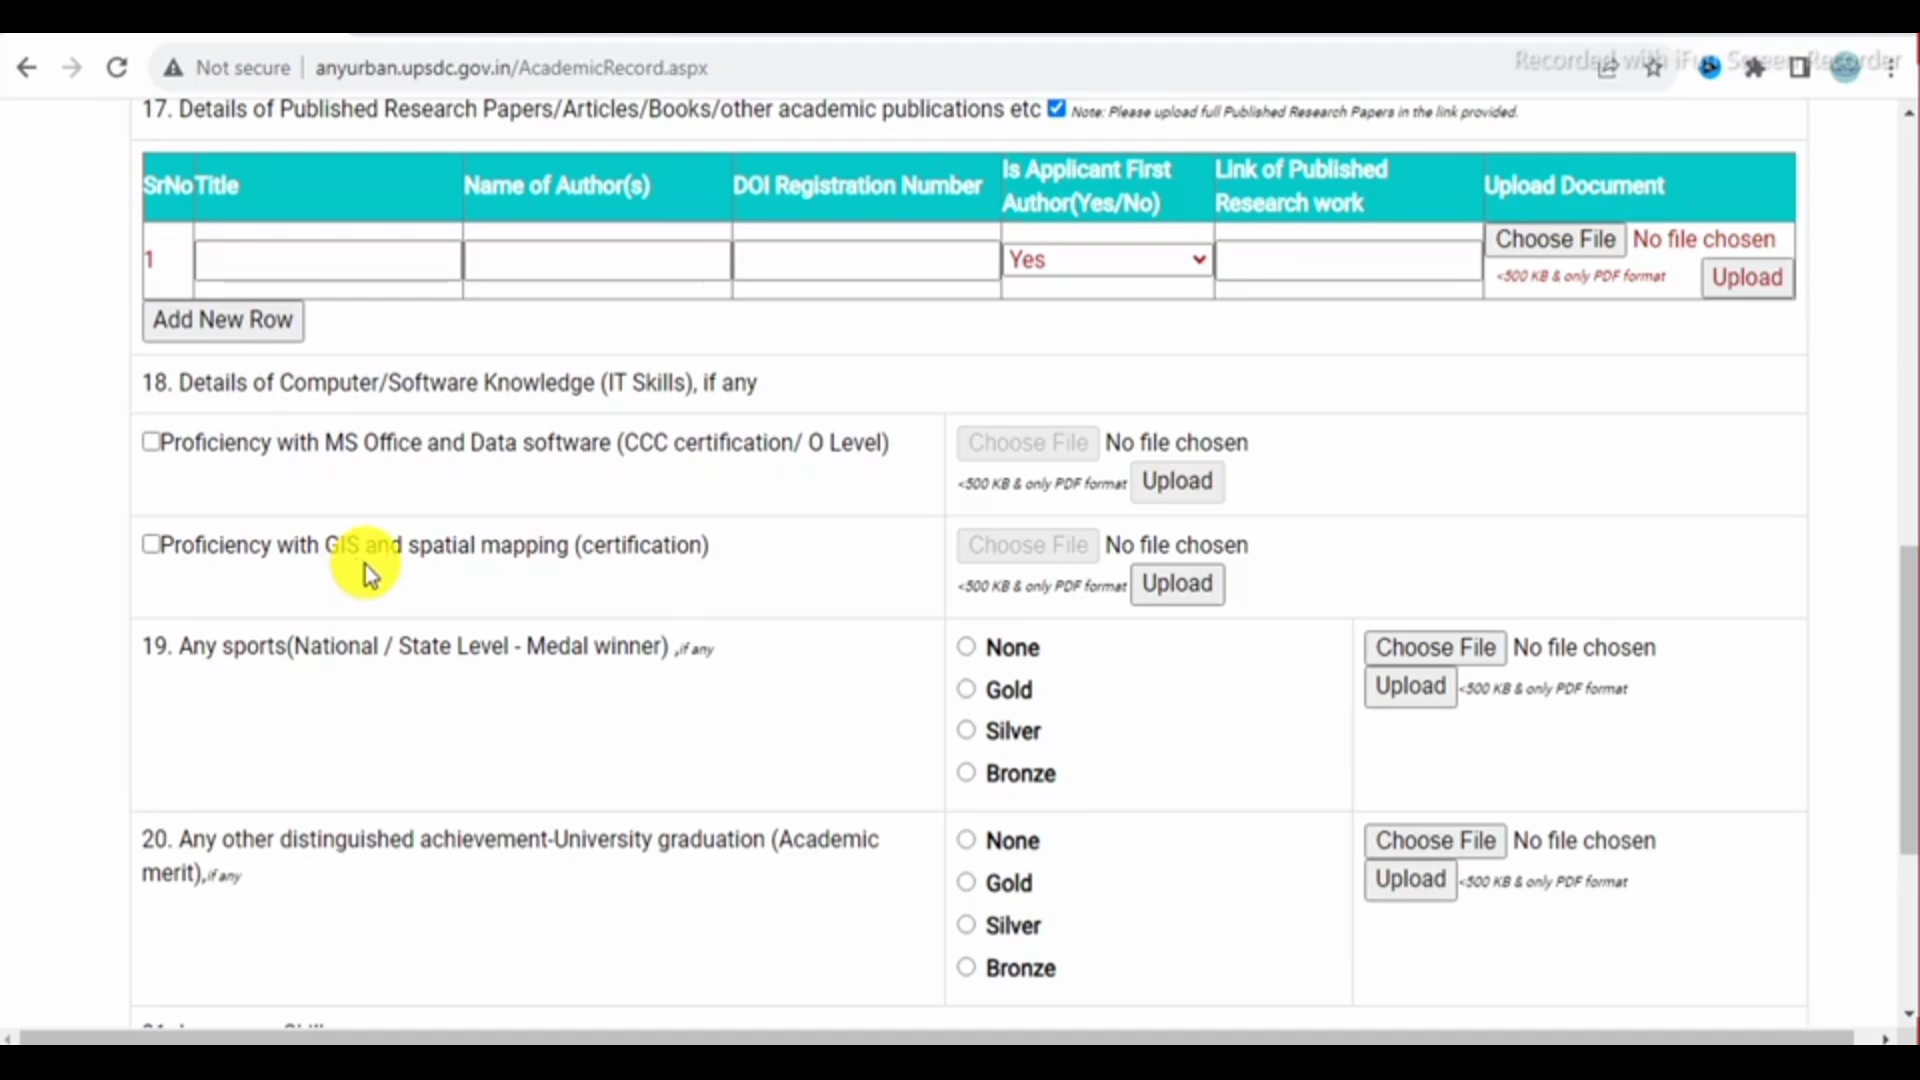 Recorded with iFun Screen Recorder
Not secure | anyurban.upsdc.gov.in/AcademicRecord.aspx
17. Details of Published Research Papers/Articles/Books/other academic publications etc Note: Please upload full Published Research Papers in the link provided.
SrNo Title Name of Author(s) DOI Registration Number Is Applicant First Author(Yes/No) Link of Published Research work Upload Document
1 Yes Choose File No file chosen
<500 KB & only PDF format Upload
Add New Row
18. Details of Computer/Software Knowledge (IT Skills), if any
Proficiency with MS Office and Data software (CCC certification/ O Level) Choose File No file chosen
<500 KB & only PDF format Upload
Proficiency with GIS and spatial mapping (certification) Choose File No file chosen
<500 KB & only PDF format Upload
19. Any sports(National / State Level - Medal winner) ,if any None Choose File No file chosen
Gold Upload <500 KB & only PDF format
Silver
Bronze
20. Any other distinguished achievement-University graduation (Academic None Choose File No file chosen
merit),if any Gold Upload <500 KB & only PDF format
Silver
Bronze